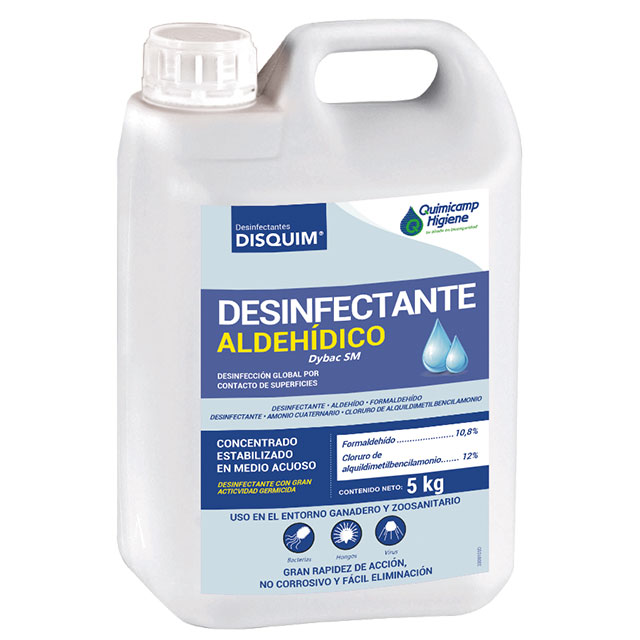 Desinfectantes
DISQUIM®
Quimicamp
Higiene
DESINFECTANTE
ALDEHÍDICO
Dybac SM
DESINFECCIÓN GLOBAL POR
CONTACTO DE SUPERFICIES
DESINFECTANTE • ALDEHÍDO • FORMALDEHÍDO
DESINFECTANTE • AMONIO CUATERNARIO • CLORURO DE ALQUILDIMETILBENCILAMONIO
CONCENTRADO
ESTABILIZADO
EN MEDIO ACUOSO
DESINFECTANTE CON GRAN
ACTICVIDAD GERMICIDA
Formaldehído ..................... 10,8%
Cloruro de
alquildimetilbencilamonio..... 12%
CONTENIDO NETO: 5 kg
USO EN EL ENTORNO GANADERO Y ZOOSANITARIO
Bacterias Hongos Virus
GRAN RAPIDEZ DE ACCIÓN,
NO CORROSIVO Y FÁCIL ELIMINACIÓN